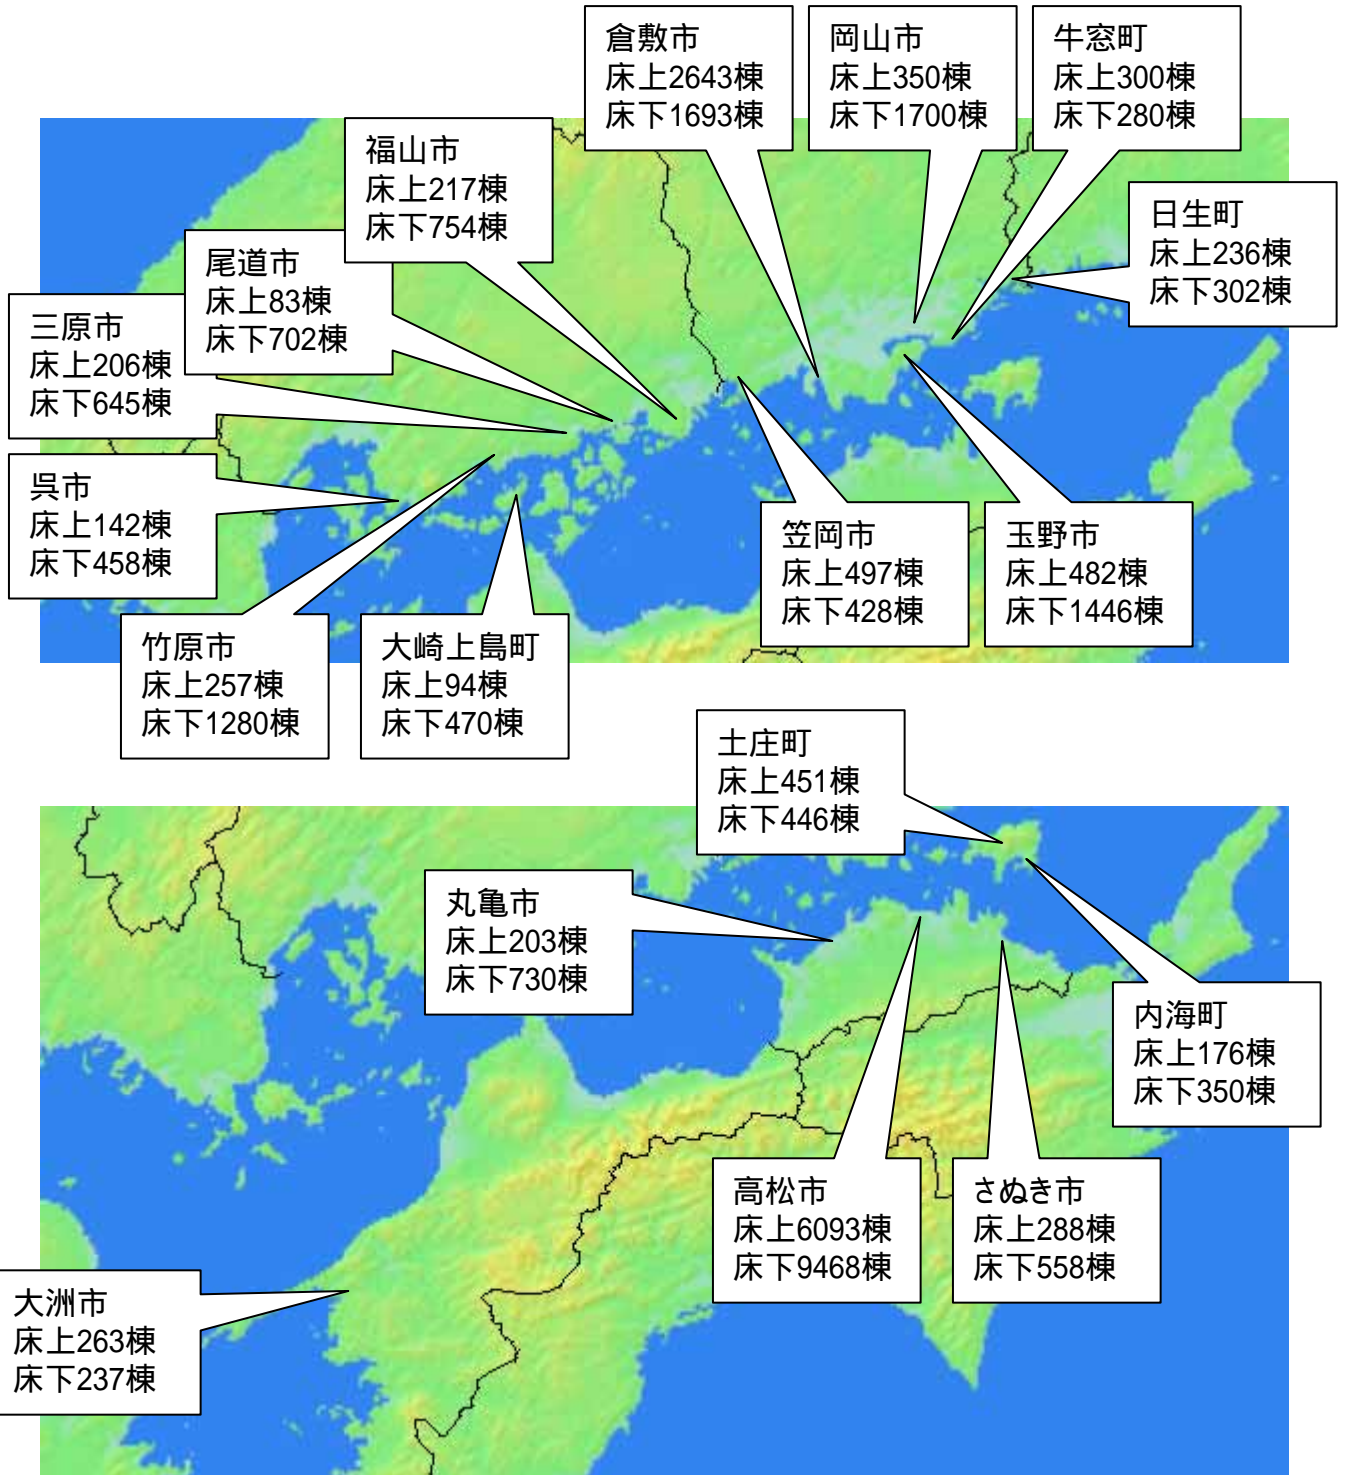 倉敷市
床上2643棟
床下1693棟
岡山市
床上350棟
床下1700棟
牛窓町
床上300棟
床下280棟
福山市
床上217棟
床下754棟
日生町
床上236棟
床下302棟
尾道市
床上83棟
床下702棟
三原市
床上206棟
床下645棟
呉市
床上142棟
床下458棟
笠岡市
床上497棟
床下428棟
玉野市
床上482棟
床下1446棟
竹原市
床上257棟
床下1280棟
大崎上島町
床上94棟
床下470棟
土庄町
床上451棟
床下446棟
丸亀市
床上203棟
床下730棟
内海町
床上176棟
床下350棟
高松市
床上6093棟
床下9468棟
さぬき市
床上288棟
床下558棟
大洲市
床上263棟
床下237棟